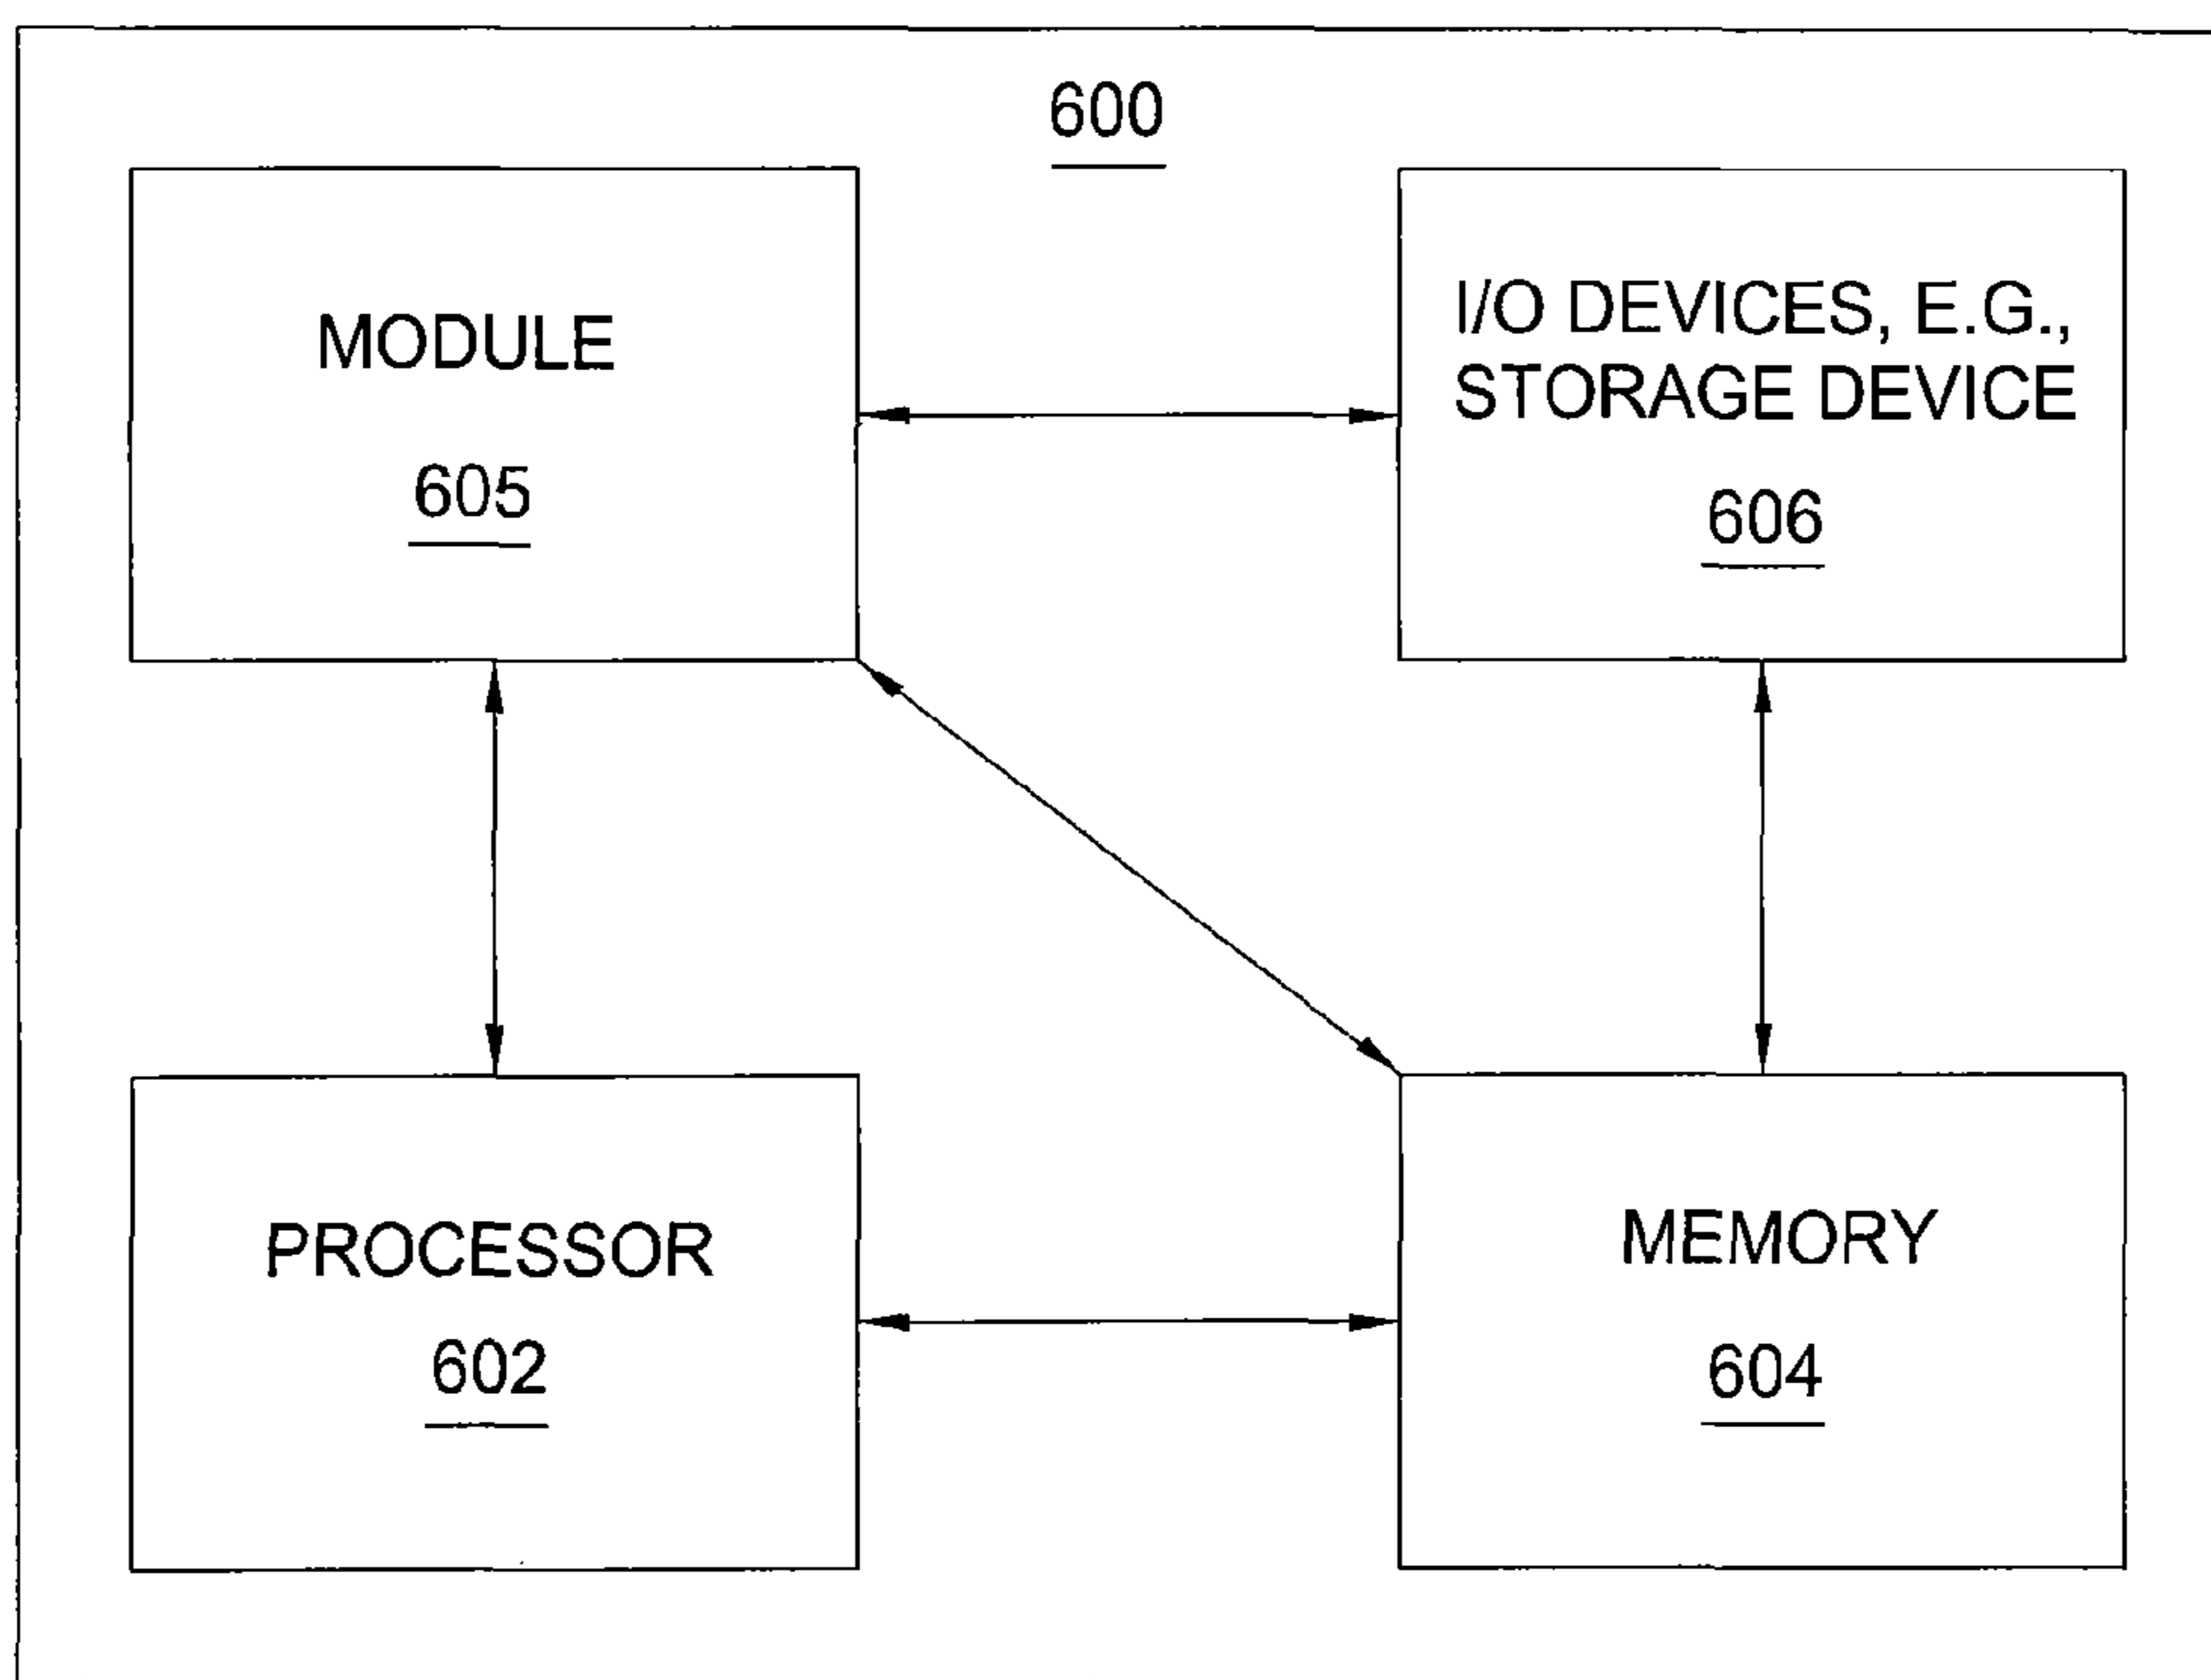 600
MODULE
605
I/O DEVICES, E.G.,
STORAGE DEVICE
606
PROCESSOR
602
MEMORY
604